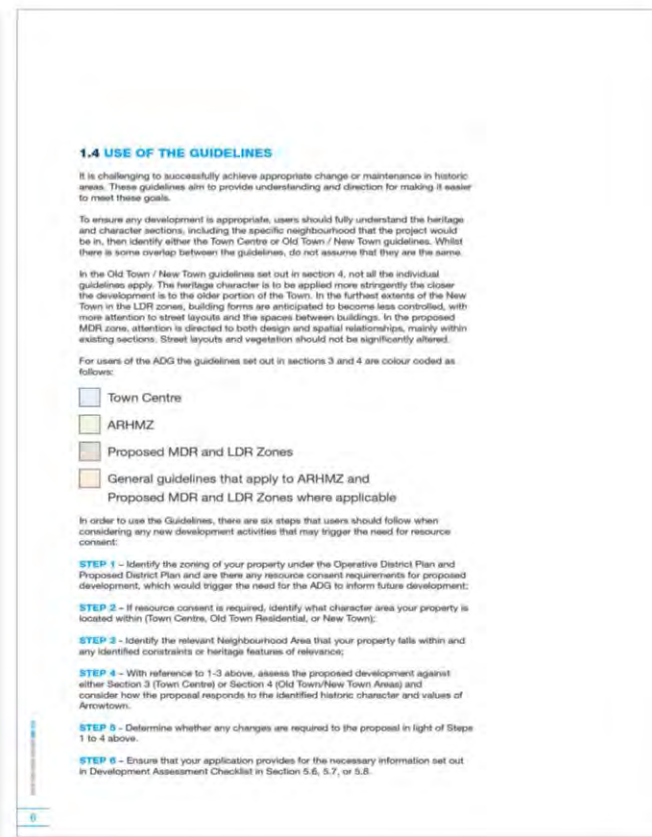 1.4 USE OF THE GUIDELINES
It is challenging to successfully achieve appropriate change or maintenance in historic
areas. These guidelines aim to provide understanding and direction for making it easier
to meet these goals.
To ensure any development is appropriate, users should fully understand the heritage
and character sections, including the specific neighbourhood that the project would
be in, then identify either the Town Centre or Old Town / New Town guidelines. Whilst
there is some overlap between the guidelines, do not assume that they are the same.
In the Old Town / New Town guidelines set out in section 4, not all the individual
guidelines apply. The heritage character is to be applied more stringently the closer
the development is to the older portion of the Town. In the furthest extents of the New
Town in the LDR zones, building forms are anticipated to become less controlled, with
more attention to street layouts and the spaces between buildings. In the proposed
MDR zone, attention is directed to both design and spatial relationships, mainly within
existing sections. Street layouts and vegetation should not be significantly altered.
For users of the ADG the guidelines set out in sections 3 and 4 are colour coded as
follows:
Town Centre
ARHMZ
Proposed MDR and LDR Zones
General guidelines that apply to ARHMZ and
Proposed MDR and LDR Zones where applicable
In order to use the Guidelines, there are six steps that users should follow when
considering any new development activities that may trigger the need for resource
consent:
STEP 1 – Identify the zoning of your property under the Operative District Plan and
Proposed District Plan and are there any resource consent requirements for proposed
development, which would trigger the need for the ADG to inform future development;
STEP 2 – If resource consent is required, identify what character area your property is
located within (Town Centre, Old Town Residential, or New Town);
STEP 3 – Identify the relevant Neighbourhood Area that your property falls within and
any identified constraints or heritage features of relevance;
STEP 4 – With reference to 1-3 above, assess the proposed development against
either Section 3 (Town Centre) or Section 4 (Old Town/New Town Areas) and
consider how the proposal responds to the identified historic character and values of
Arrowtown.
STEP 5 – Determine whether any changes are required to the proposal in light of Steps
1 to 4 above.
STEP 6 – Ensure that your application provides for the necessary information set out
in Development Assessment Checklist in Section 5.6, 5.7, or 5.8.
6